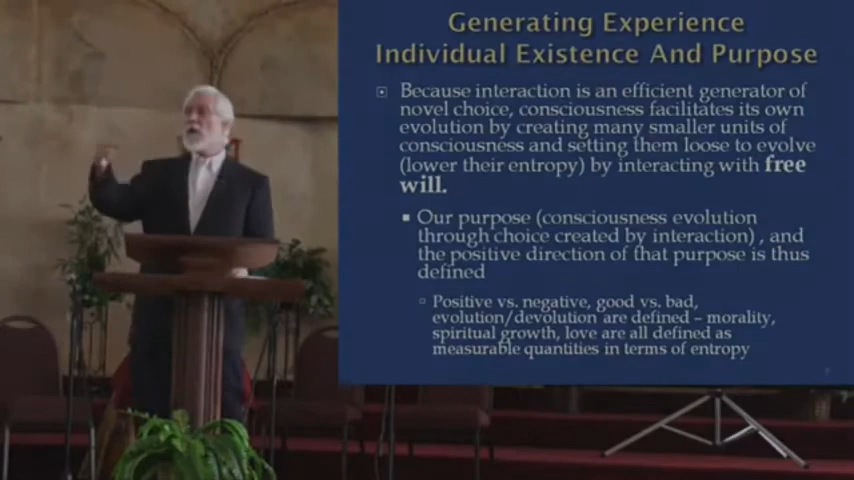 Generating Experience
Individual Existence And Purpose
Because interaction is an efficient generator of
novel choice, consciousness facilitates its own
evolution by creating many smaller units of
consciousness and setting them loose to evolve
(lower their entropy) by interacting with free
will.
Our purpose (consciousness evolution
through choice created by interaction) , and
the positive direction of that purpose is thus
defined
Positive vs. negative, good vs. bad,
evolution/devolution are defined – morality,
spiritual growth, love are all defined as
measurable quantities in terms of entropy